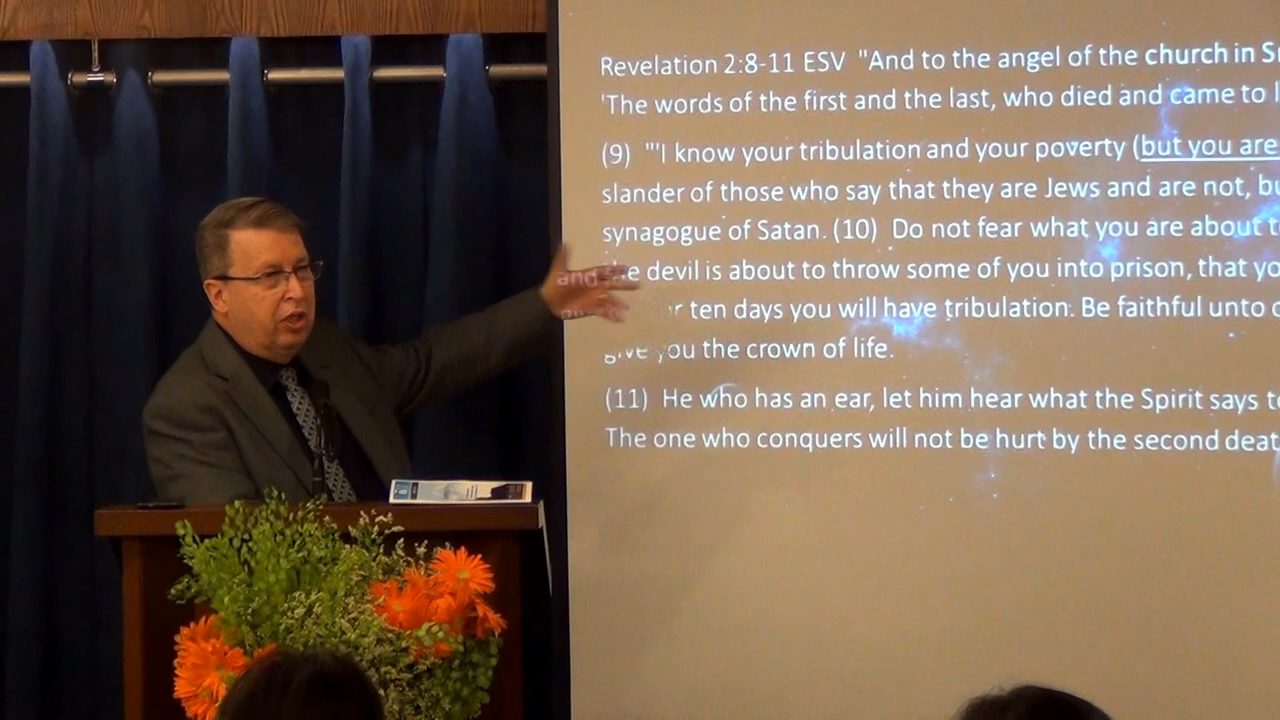 Revelation 2:8-11 ESV "And to the angel of the church in
'The words of the first and the last, who died and came to
(9) "'I know your tribulation and your poverty (but you are
slander of those who say that they are Jews and are not,
synagogue of Satan. (10) Do not fear what you are about
and devil is about to throw some of you into prison, that
ten days you will have tribulation. Be faithful unto
give you the crown of life.
(11) He who has an ear, let him hear what the Spirit says
The one who conquers will not be hurt by the second